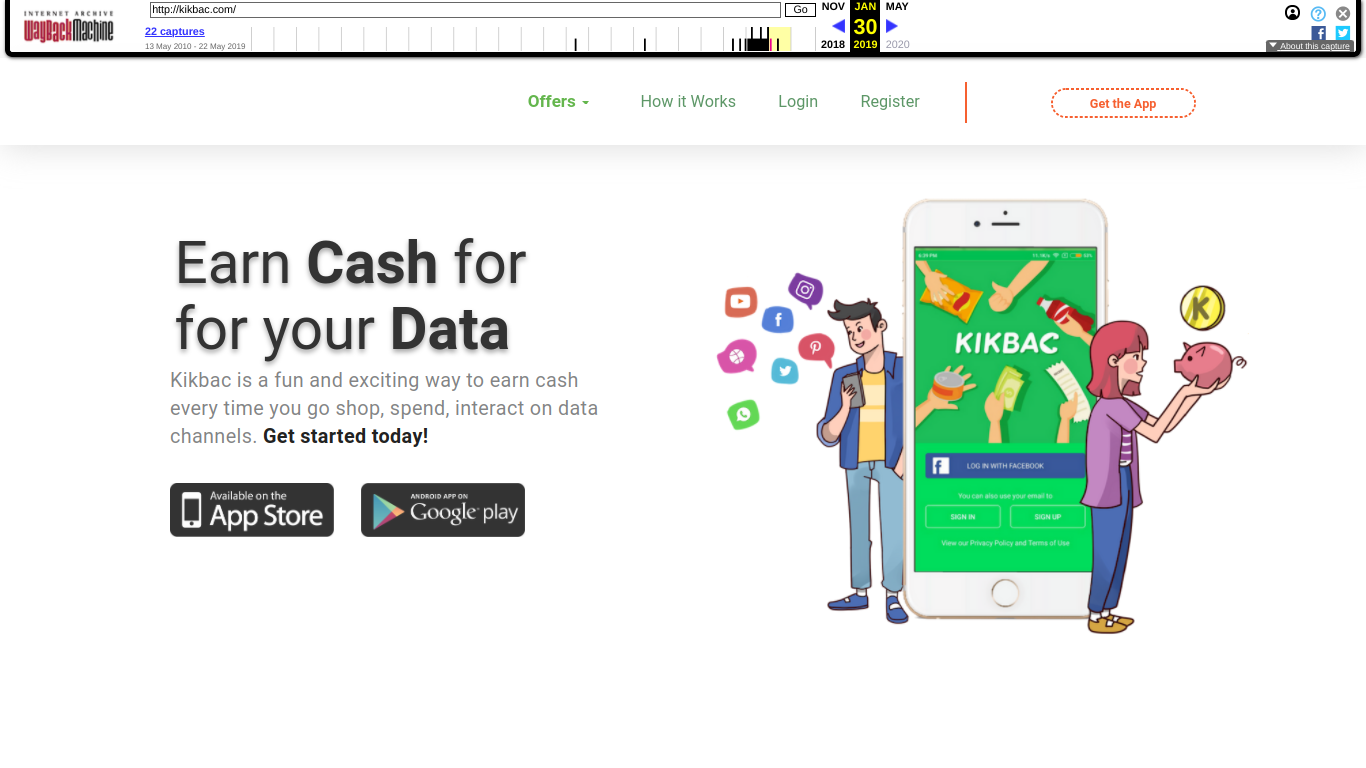 INTERNET ARCHIVE
WayBackMachine
http://kikbac.com/
Go
NOV JAN MAY
22 captures
30
13 May 2010 - 22 May 2019
2018 2019 2020
About this capture
Offers
How it Works
Login
Register
Get the App
Earn Cash for
for your Data
Kikbac is a fun and exciting way to earn cash
every time you go shop, spend, interact on data
channels. Get started today!
Available on the
App Store
ANDROID APP ON
Google play
KIKBAC
K
LOG IN WITH FACEBOOK
You can also use your email to
SIGN IN
SIGN UP
View our Privacy Policy and Terms of Use